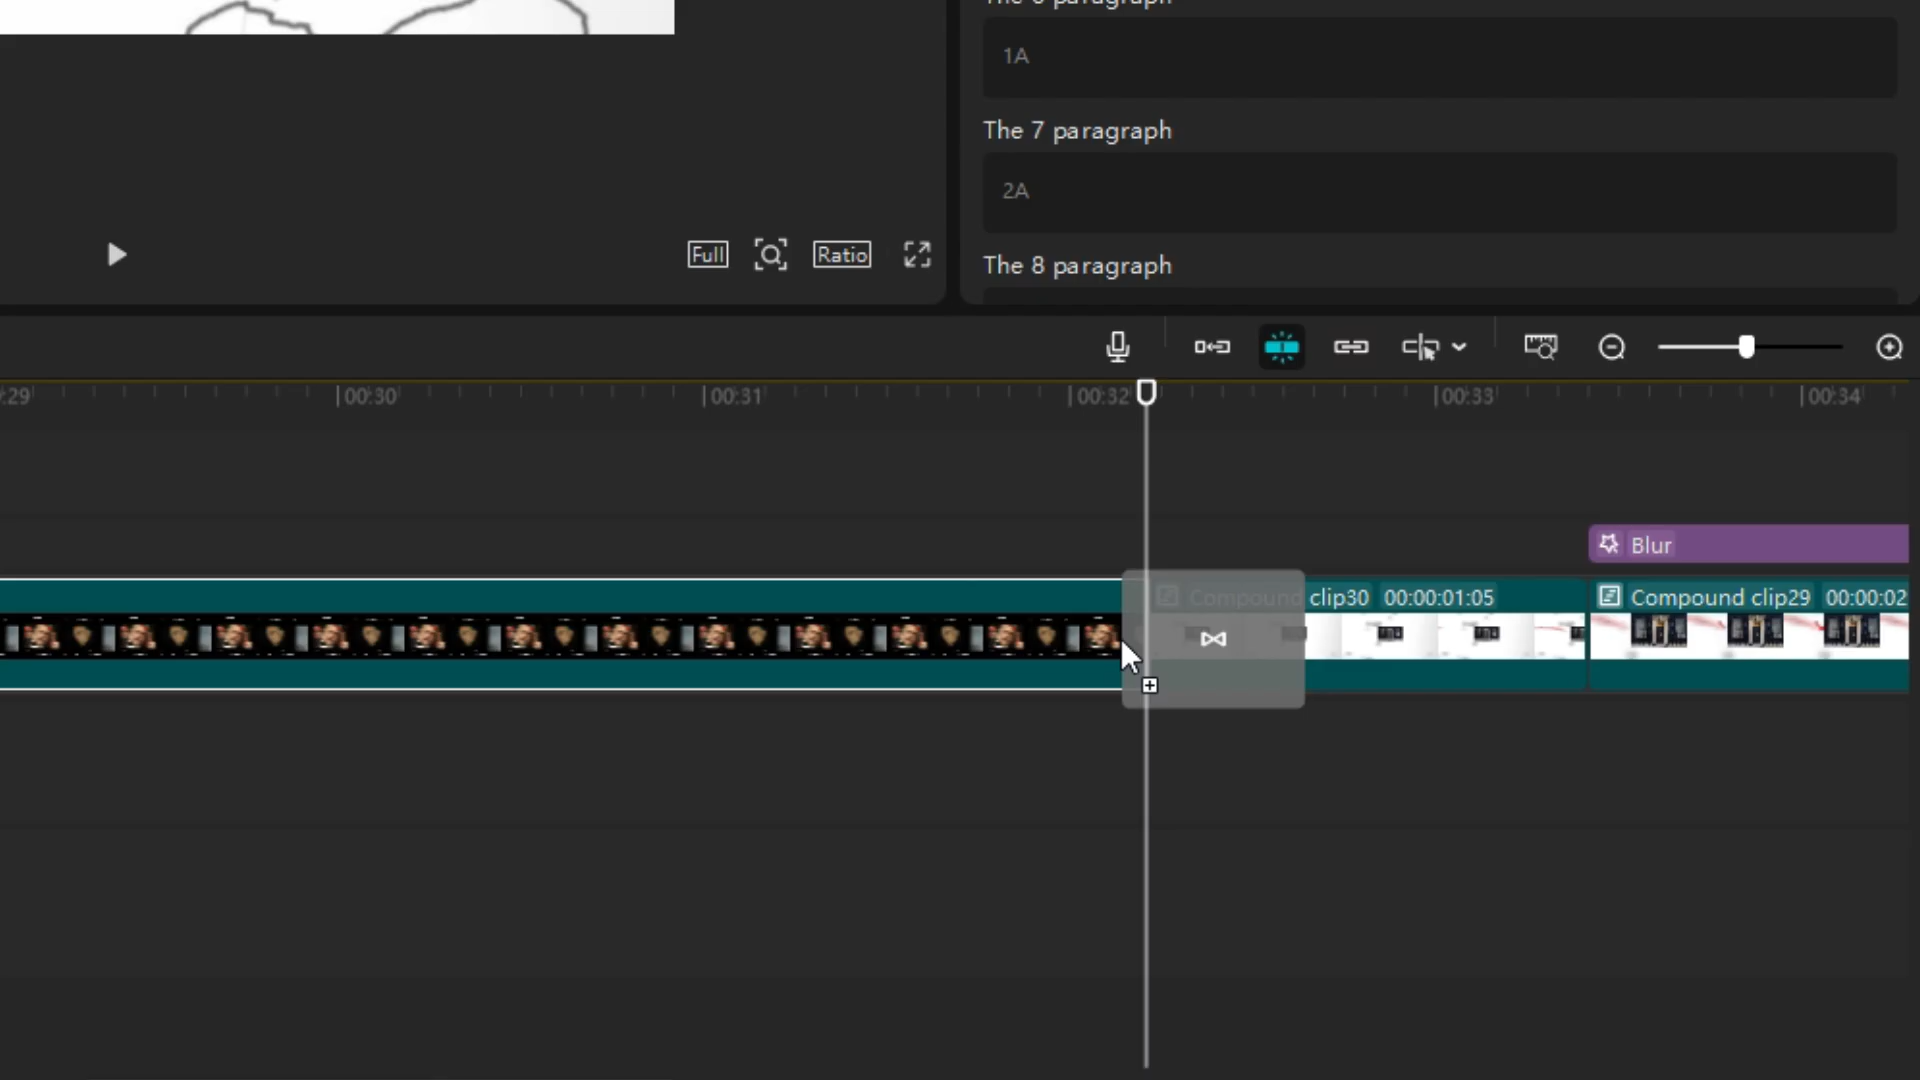 1A
The 7 paragraph
2A
The 8 paragraph
Full
Ratio
:29
00:30
00:31
00:32
00:33
00:34
Blur
Compound clip30 00:00:01:05
Compound clip29 00:00:02